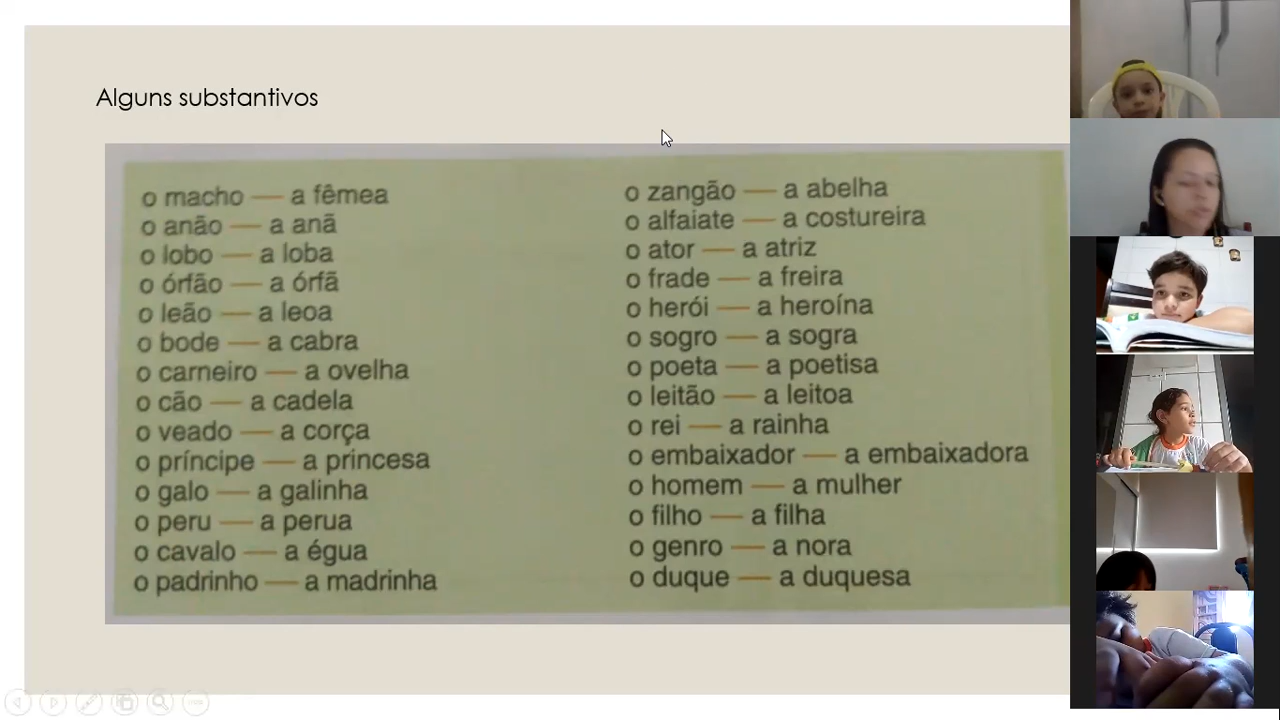 Alguns substantivos
o macho — a fêmea
o anão — a anã
o lobo — a loba
o órfão — a órfã
o leão — a leoa
o bode — a cabra
o carneiro — a ovelha
o cão — a cadela
o veado — a corça
o príncipe — a princesa
o galo — a galinha
o peru — a perua
o cavalo — a égua
o padrinho — a madrinha
o zangão — a abelha
o alfaiate — a costureira
o ator — a atriz
o frade — a freira
o herói — a heroína
o sogro — a sogra
o poeta — a poetisa
o leitão — a leitoa
o rei — a rainha
o embaixador — a embaixadora
o homem — a mulher
o filho — a filha
o genro — a nora
o duque — a duquesa